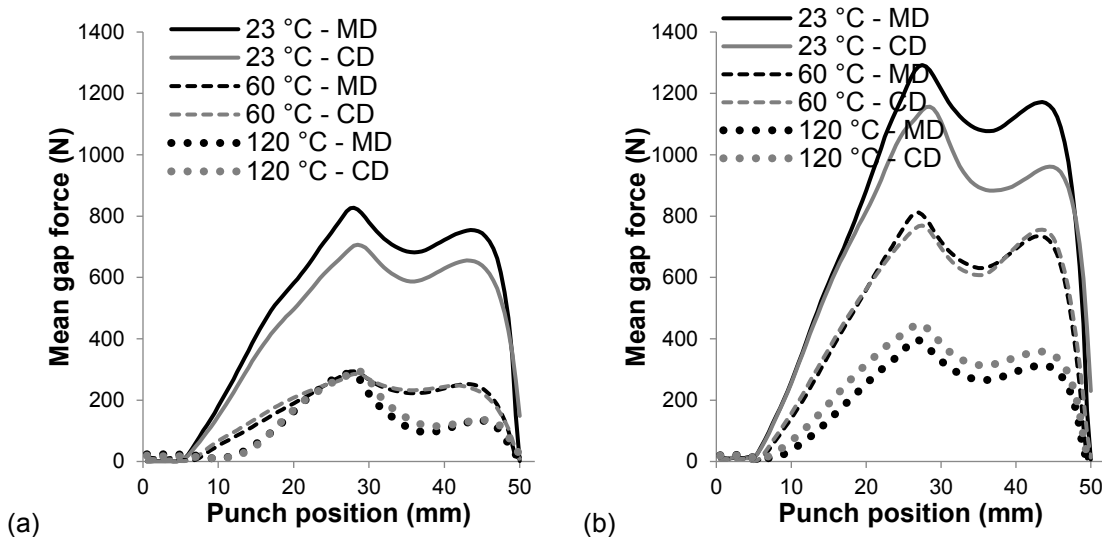 1400
1200
1000
800
600
400
200
0
Mean gap force (N)
23 °C - MD
23 °C - CD
60 °C - MD
60 °C - CD
120 °C - MD
120 °C - CD
0 10 20 30 40 50
Punch position (mm)
(a)
1400
1200
1000
800
600
400
200
0
Mean gap force (N)
23 °C - MD
23 °C - CD
60 °C - MD
60 °C - CD
120 °C - MD
120 °C - CD
0 10 20 30 40 50
Punch position (mm)
(b)